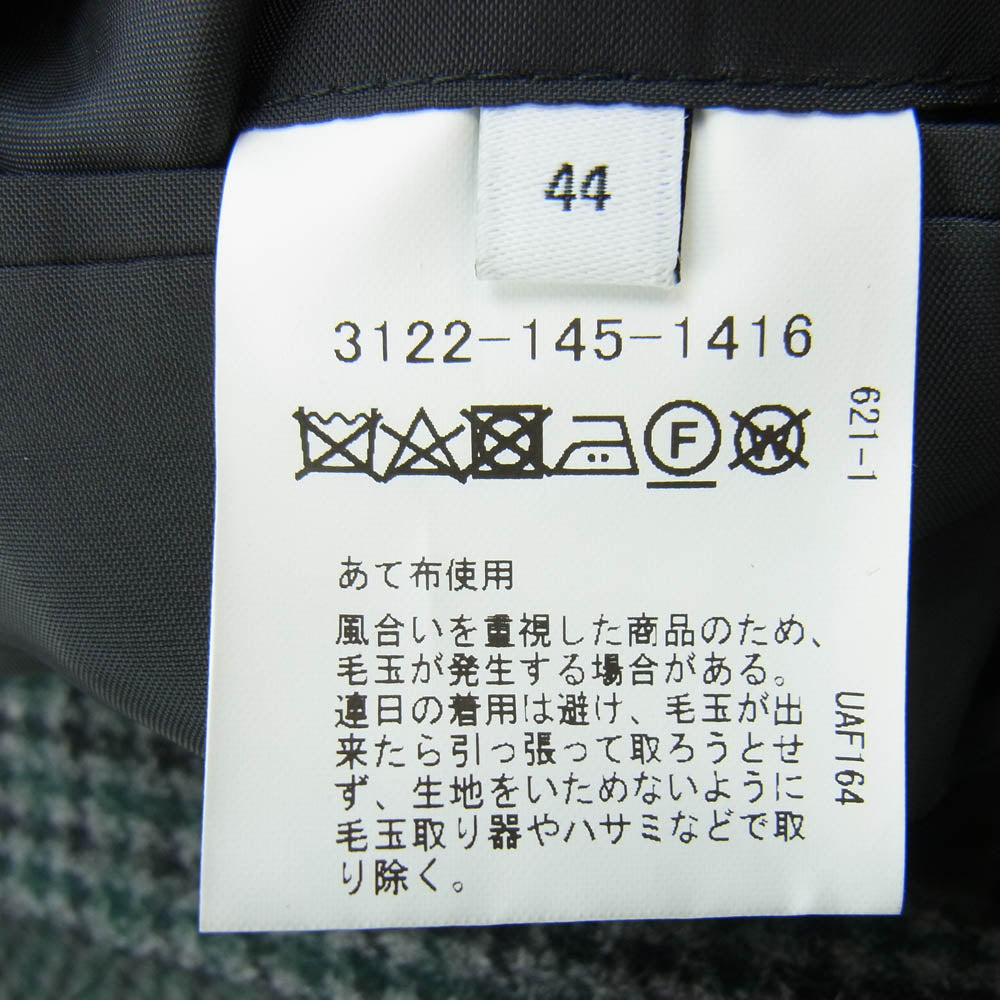 44
3122-145-1416
F W
621-1
あて布使用
風合いを重視した商品のため、
毛玉が発生する場合がある。
連日の着用は避け、毛玉が出
来たら引っ張って取ろうとせ
ず、生地をいためないように
毛玉取り器やハサミなどで取
り除く。
UAF164